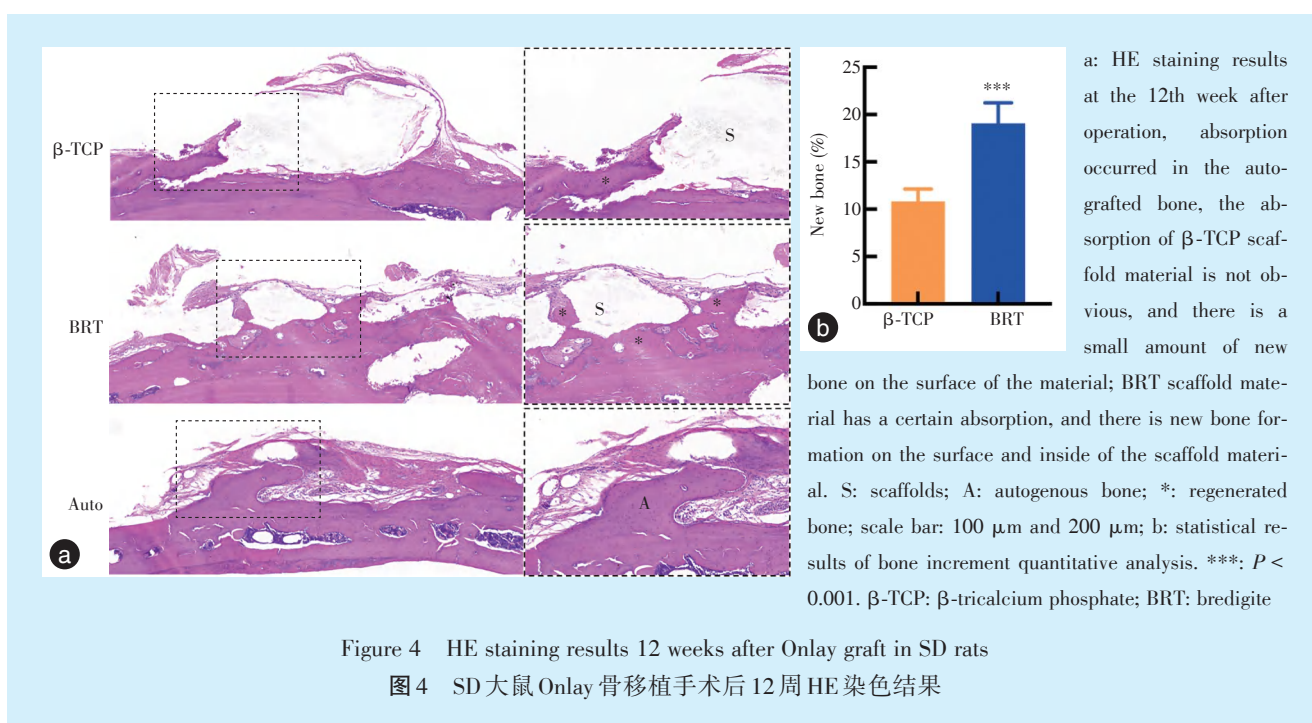 β-TCP
S
*
BRT
*
S
*
*
Auto
A
a
25
20
15
10
5
0
New bone (%)
***
β-TCP
BRT
b
a: HE staining results
at the 12th week after
operation, absorption
occurred in the auto-
grafted bone, the ab-
sorption of β-TCP scaf-
fold material is not ob-
vious, and there is a
small amount of new
bone on the surface of the material; BRT scaffold mate-
rial has a certain absorption, and there is new bone for-
mation on the surface and inside of the scaffold materi-
al. S: scaffolds; A: autogenous bone; *: regenerated
bone; scale bar: 100 μm and 200 μm; b: statistical re-
sults of bone increment quantitative analysis. ***: P <
0.001. β-TCP: β-tricalcium phosphate; BRT: bredigite
Figure 4 HE staining results 12 weeks after Onlay graft in SD rats
图4 SD大鼠Onlay骨移植手术后12周HE染色结果